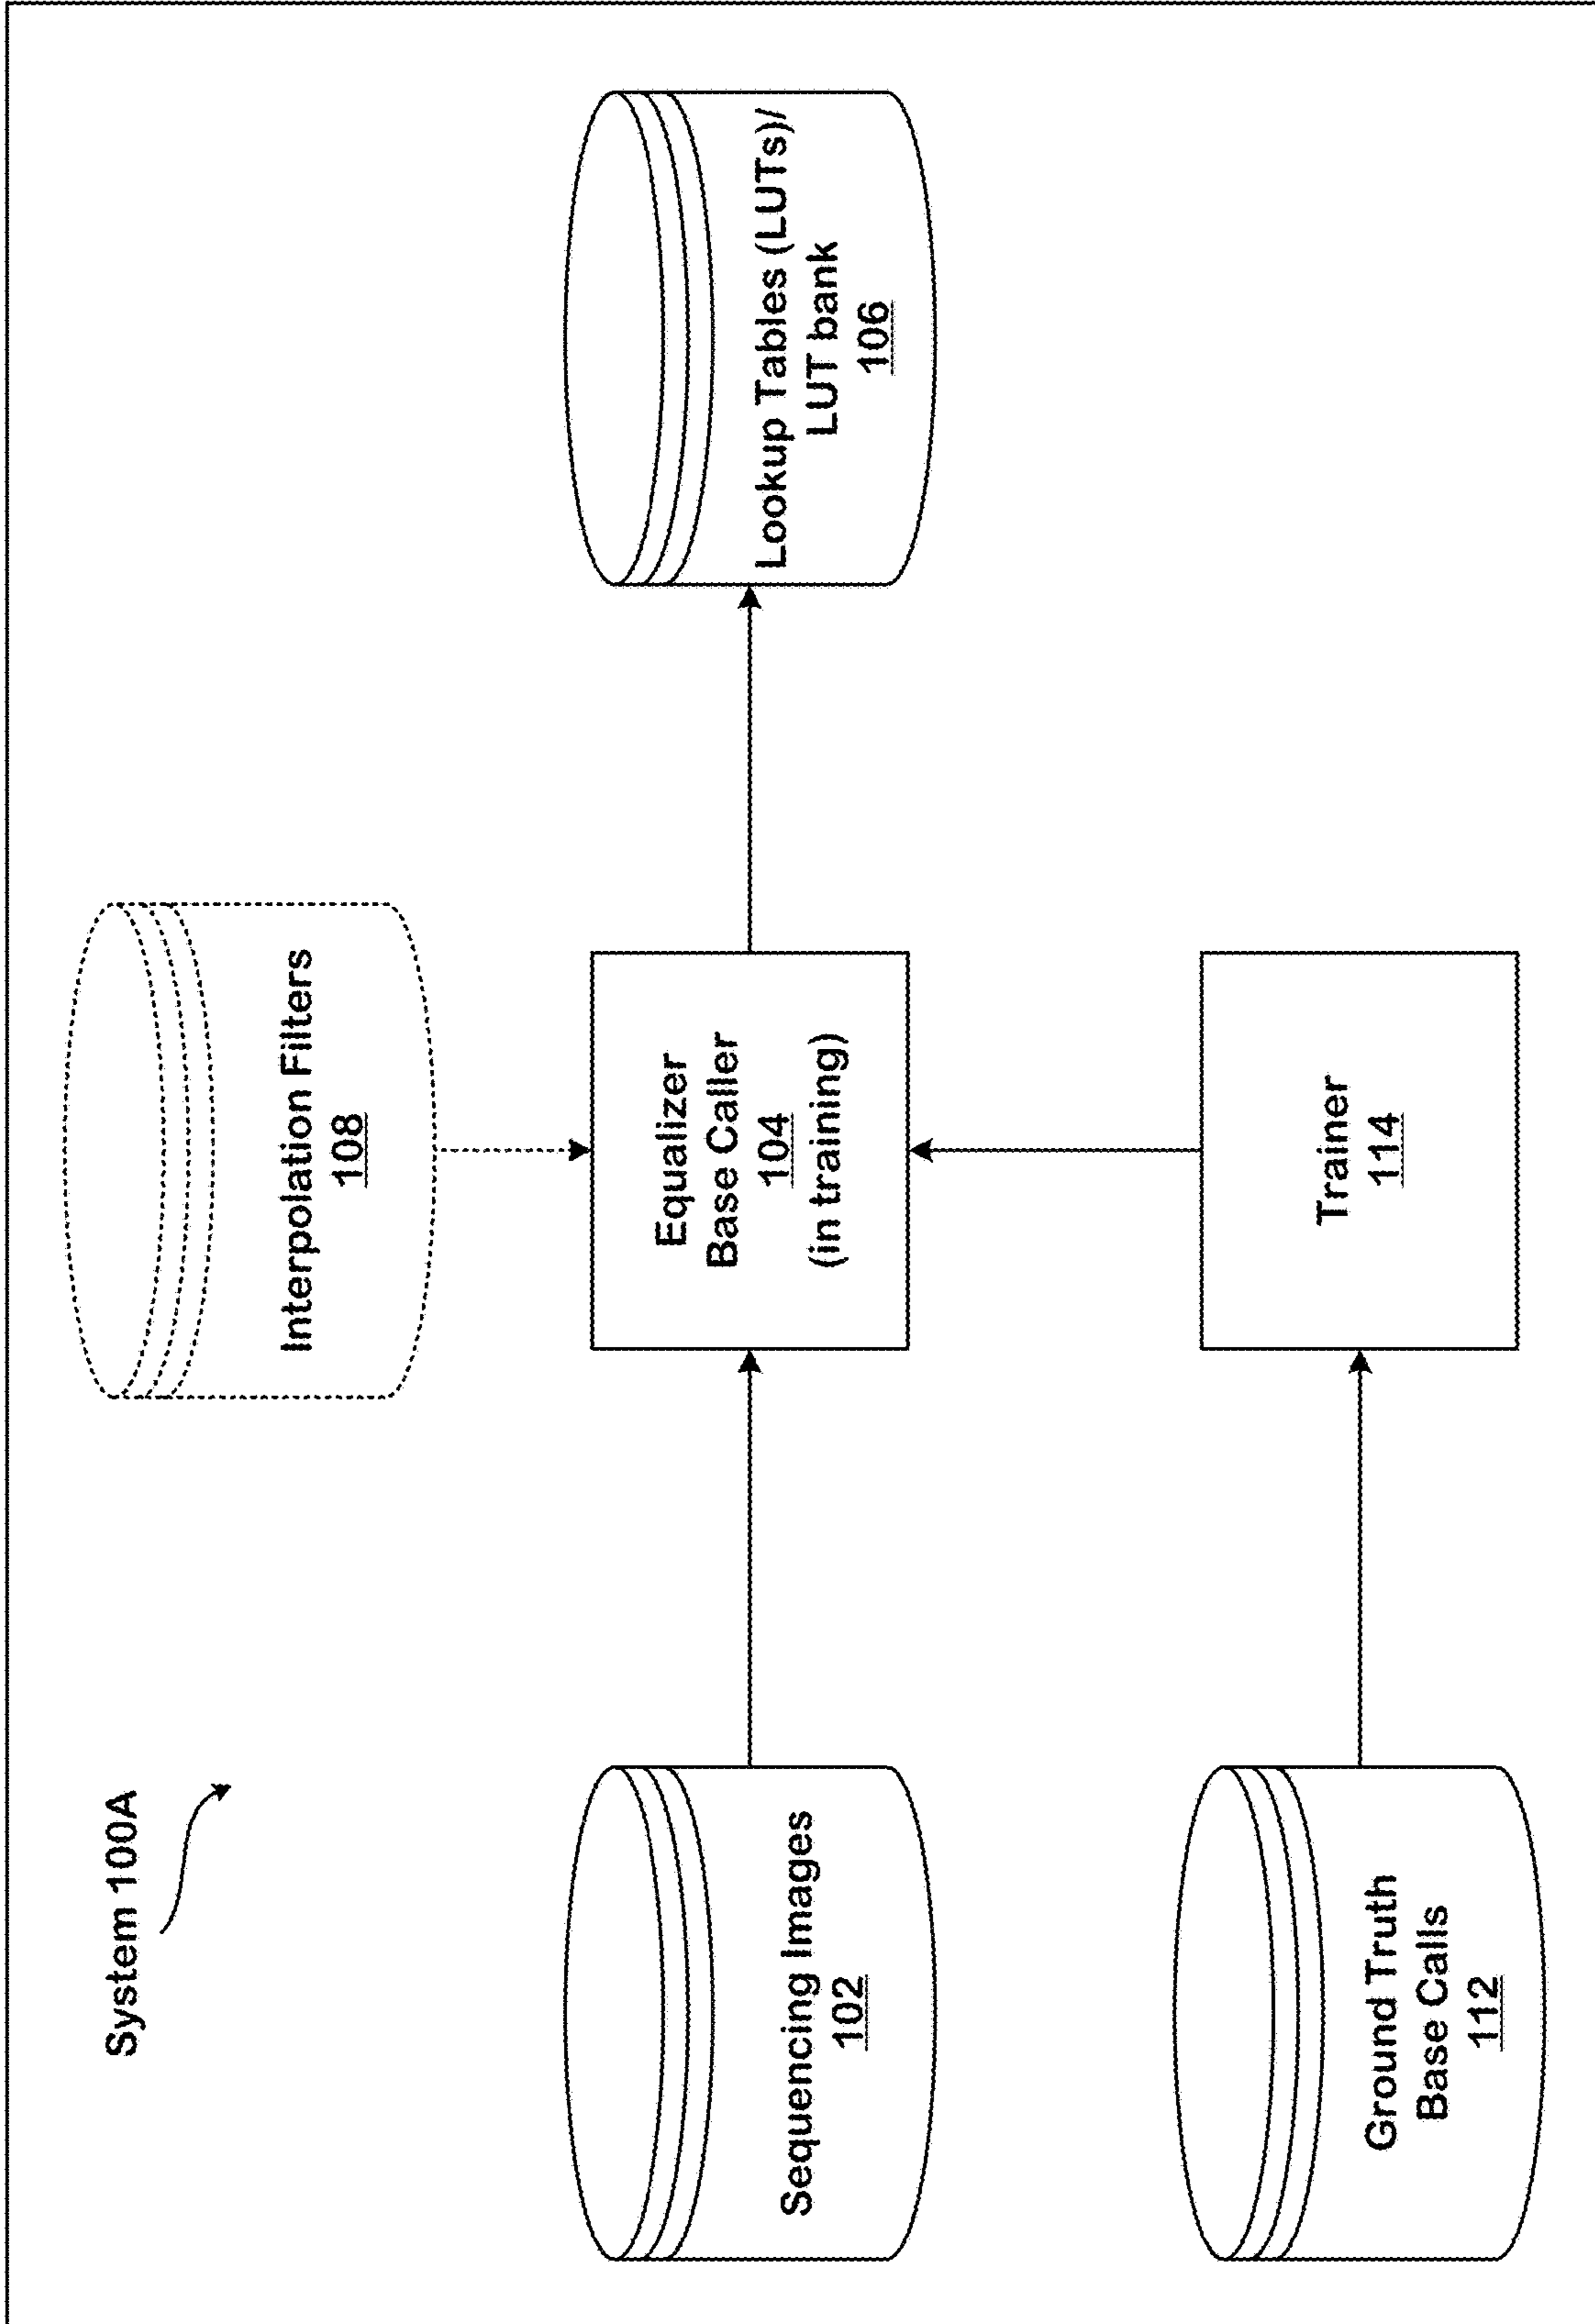 System 100A
Interpolation Filters
108
Sequencing Images
102
Equalizer
Base Caller
104
(in training)
Lookup Tables (LUTs)/
LUT bank
106
Ground Truth
Base Calls
112
Trainer
114